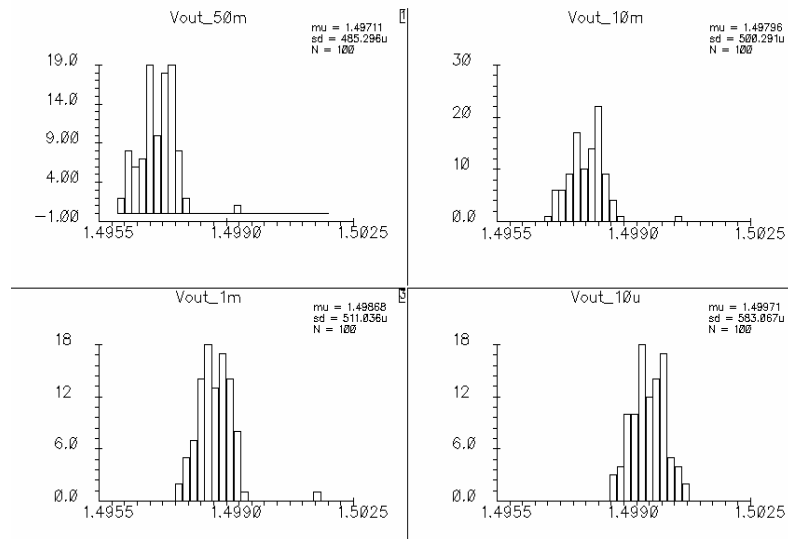 Vout_50m
1
mu = 1.49711
sd = 485.296u
N = 100
19.0
14.0
9.00
4.00
-1.00
1.4955
1.4990
1.5025
Vout_10m
mu = 1.49796
sd = 500.291u
N = 100
30
20
10
0.0
1.4955
1.4990
1.5025
Vout_1m
3
mu = 1.49868
sd = 511.036u
N = 100
18
12
6.0
0.0
1.4955
1.4990
1.5025
Vout_10u
mu = 1.49971
sd = 583.067u
N = 100
18
12
6.0
0.0
1.4955
1.4990
1.5025